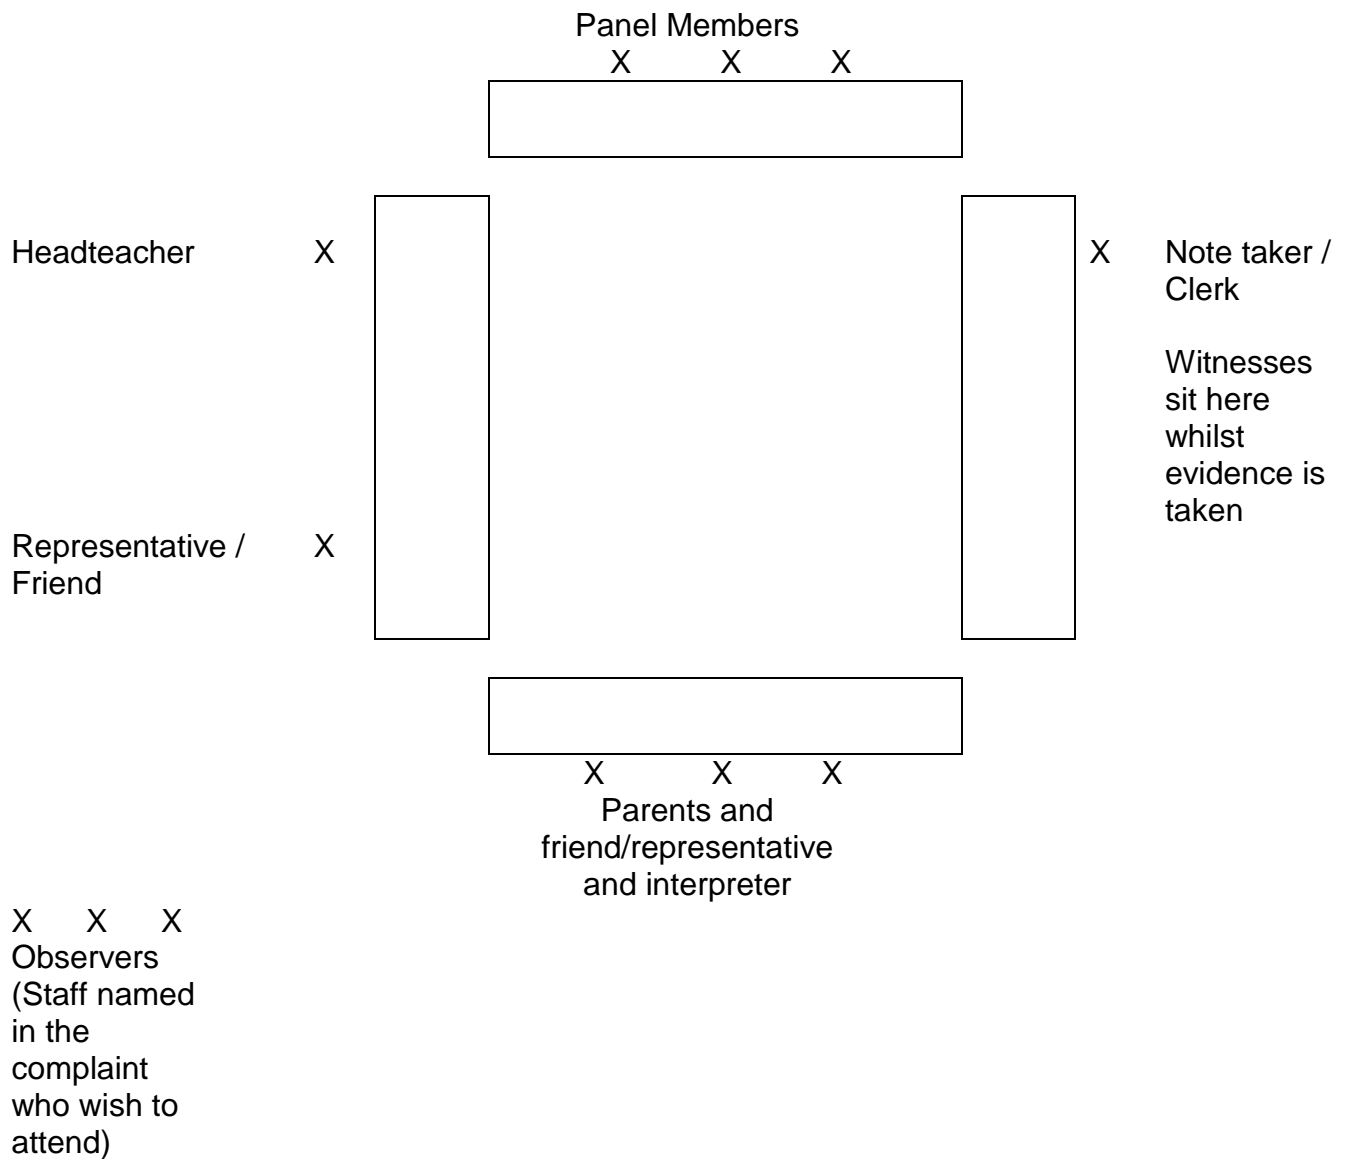 Panel Members
X X X
Headteacher X
X Note taker /
Clerk
Witnesses
sit here
whilst
evidence is
taken
Representative / X
Friend
X X X
Parents and
friend/representative
and interpreter
X X X
Observers
(Staff named
in the
complaint
who wish to
attend)